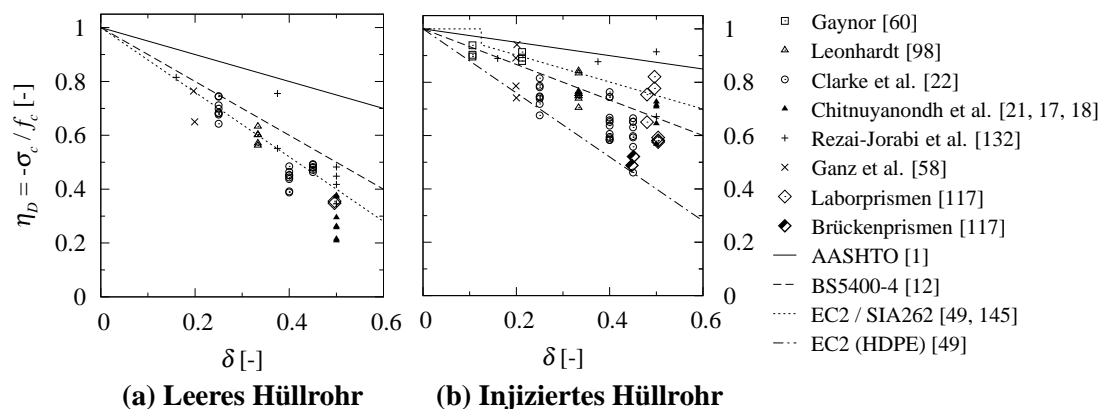 η_D = -σ_c / f_c [-]
1
0.8
0.6
0.4
0.2
0
0 0.2 0.4 0.6
δ [-]
(a) Leeres Hüllrohr
1
0.8
0.6
0.4
0.2
0
0 0.2 0.4 0.6
δ [-]
(b) Injiziertes Hüllrohr
Gaynor [60]
Leonhardt [98]
Clarke et al. [22]
Chitnuyanondh et al. [21, 17, 18]
Rezai-Jorabi et al. [132]
Ganz et al. [58]
Laborprismen [117]
Brückenprismen [117]
AASHTO [1]
BS5400-4 [12]
EC2 / SIA262 [49, 145]
EC2 (HDPE) [49]